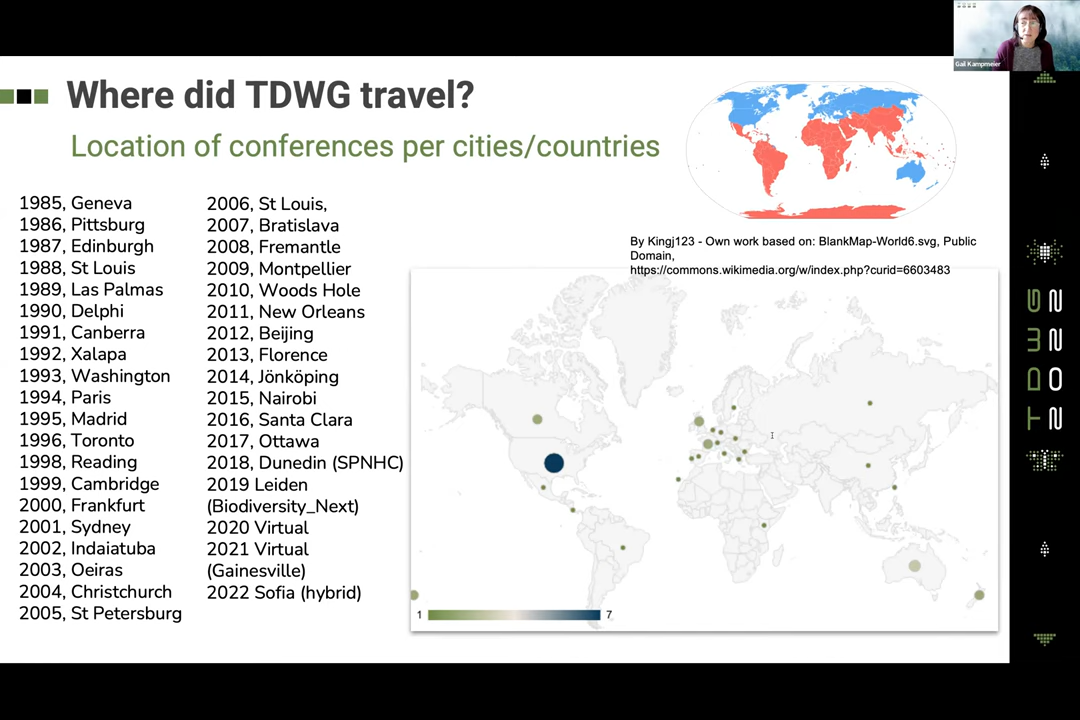 Gail Kampmeier
Where did TDWG travel?
Location of conferences per cities/countries
1985, Geneva
1986, Pittsburg
1987, Edinburgh
1988, St Louis
1989, Las Palmas
1990, Delphi
1991, Canberra
1992, Xalapa
1993, Washington
1994, Paris
1995, Madrid
1996, Toronto
1998, Reading
1999, Cambridge
2000, Frankfurt
2001, Sydney
2002, Indaiatuba
2003, Oeiras
2004, Christchurch
2005, St Petersburg
2006, St Louis,
2007, Bratislava
2008, Fremantle
2009, Montpellier
2010, Woods Hole
2011, New Orleans
2012, Beijing
2013, Florence
2014, Jönköping
2015, Nairobi
2016, Santa Clara
2017, Ottawa
2018, Dunedin (SPNHC)
2019 Leiden
(Biodiversity_Next)
2020 Virtual
2021 Virtual
(Gainesville)
2022 Sofia (hybrid)
By Kingj123 - Own work based on: BlankMap-World6.svg, Public
Domain,
https://commons.wikimedia.org/w/index.php?curid=6603483
1
7
TDWG
2022